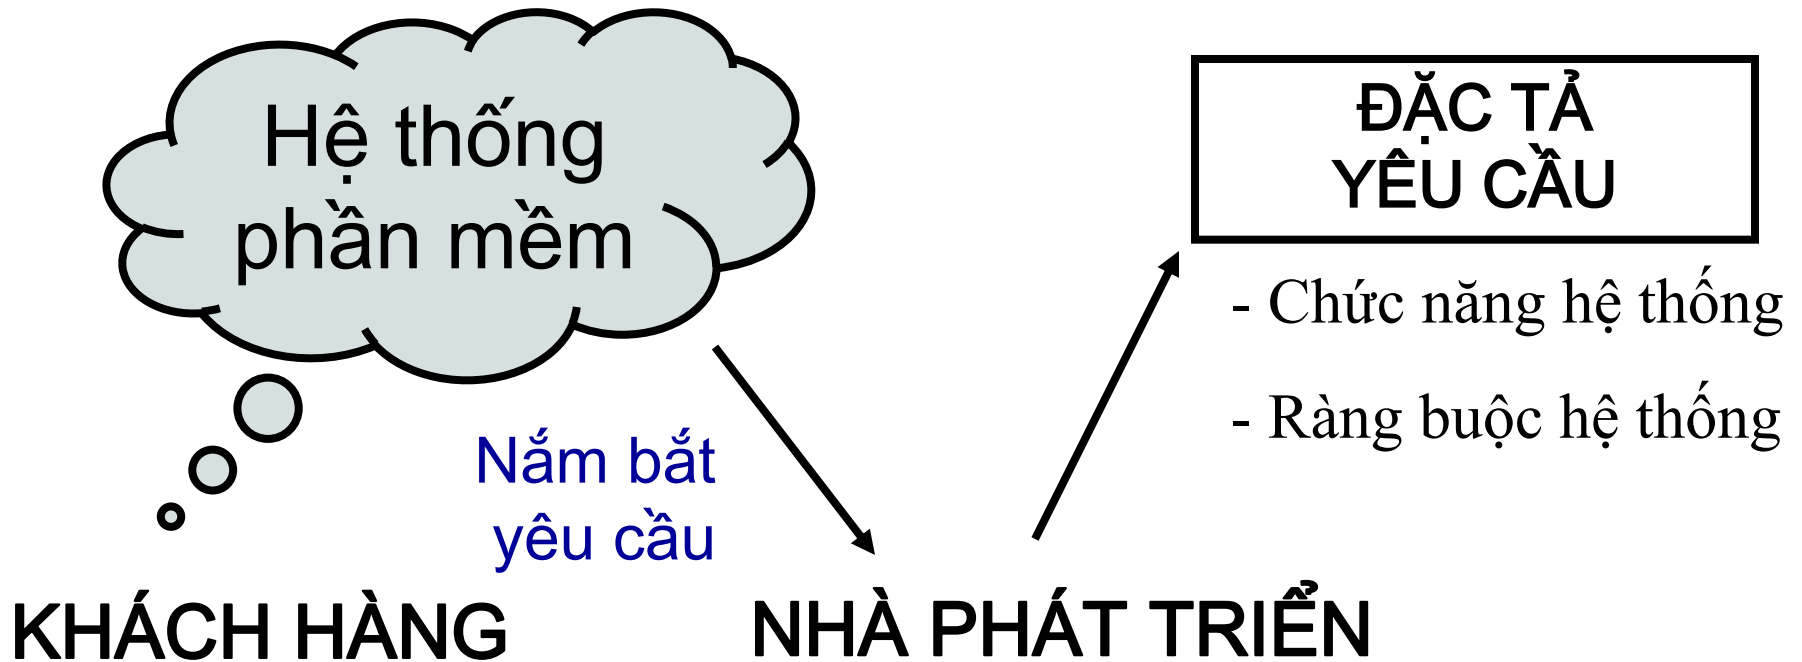 Hệ thống
phần mềm
Nắm bắt
yêu cầu
KHÁCH HÀNG
NHÀ PHÁT TRIỂN
ĐẶC TẢ
YÊU CẦU
- Chức năng hệ thống
- Ràng buộc hệ thống